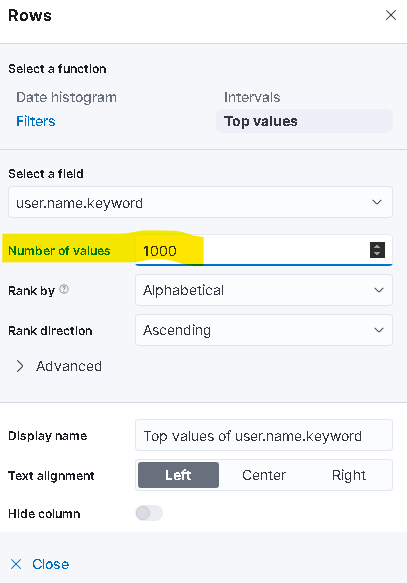 Rows
Select a function
Date histogram Intervals
Filters Top values
Select a field
user.name.keyword
Number of values 1000
Rank by Alphabetical
Rank direction Ascending
Advanced
Display name Top values of user.name.keyword
Text alignment Left Center Right
Hide column
Close